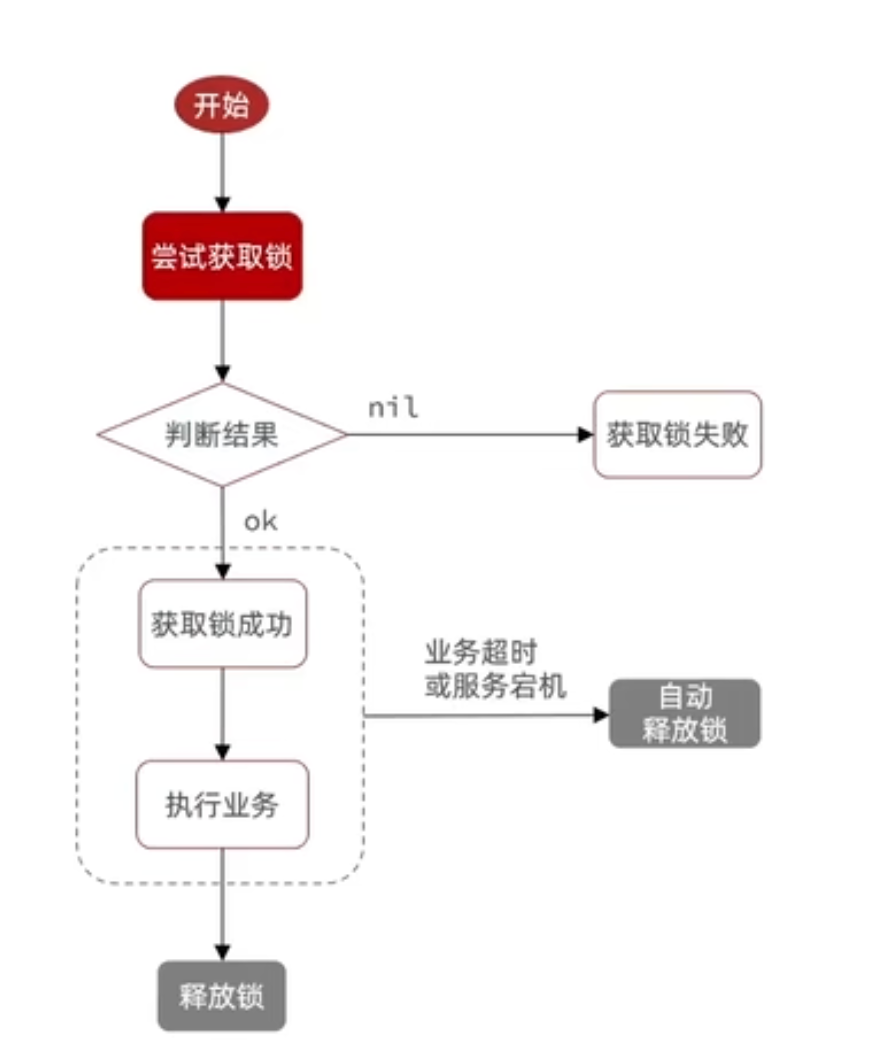 开始
尝试获取锁
判断结果
nil
获取锁失败
ok
获取锁成功
业务超时
或服务宕机
自动
释放锁
执行业务
释放锁